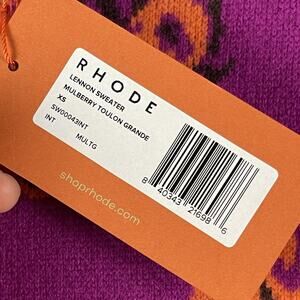 RHODE
LENNON SWEATER
MULBERRY TOULON GRANDE
XS
SW00043INT
INT
MULTG
8 40343 21698 6
shoprhode.com